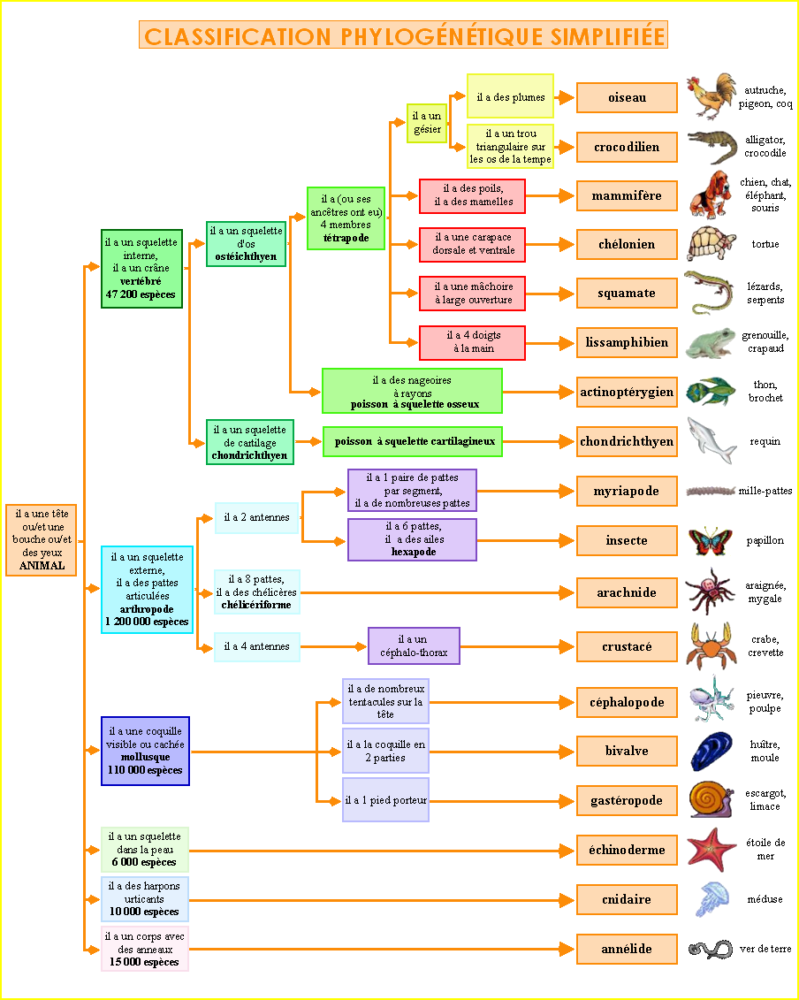 CLASSIFICATION PHYLOGÉNÉTIQUE SIMPLIFIÉE
il a une tête
ou/et une
bouche ou/et
des yeux
ANIMAL
il a un squelette
interne,
il a un crâne
vertébré
47 200 espèces
il a un squelette
d'os
ostéichthyen
il a (ou ses
ancêtres ont eu)
4 membres
tétrapode
il a un
gésier
il a des plumes
oiseau
autruche,
pigeon, coq
il a un trou
triangulaire sur
les os de la tempe
crocodilien
alligator,
crocodile
il a des poils,
il a des mamelles
mammifère
chien, chat,
éléphant,
souris
il a une carapace
dorsale et ventrale
chélonien
tortue
il a une mâchoire
à large ouverture
squamate
lézards,
serpents
il a 4 doigts
à la main
lissamphibien
grenouille,
crapaud
il a des nageoires
à rayons
poisson à squelette osseux
actinoptérygien
thon,
brochet
il a un squelette
de cartilage
chondrichthyen
poisson à squelette cartilagineux
chondrichthyen
requin
il a un squelette
externe,
il a des pattes
articulées
arthropode
1 200 000 espèces
il a 2 antennes
il a 1 paire de pattes
par segment,
il a de nombreuses pattes
myriapode
mille-pattes
il a 6 pattes,
il a des ailes
hexapode
insecte
papillon
il a 8 pattes,
il a des chélicères
chélicériforme
arachnide
araignée,
mygale
il a 4 antennes
il a un
céphalo-thorax
crustacé
crabe,
crevette
il a une coquille
visible ou cachée
mollusque
110 000 espèces
il a de nombreux
tentacules sur la
tête
céphalopode
pieuvre,
poulpe
il a la coquille en
2 parties
bivalve
huître,
moule
il a 1 pied porteur
gastéropode
escargot,
limace
il a un squelette
dans la peau
6 000 espèces
échinoderme
étoile de
mer
il a des harpons
urticants
10 000 espèces
cnidaire
méduse
il a un corps avec
des anneaux
15 000 espèces
annélide
ver de terre